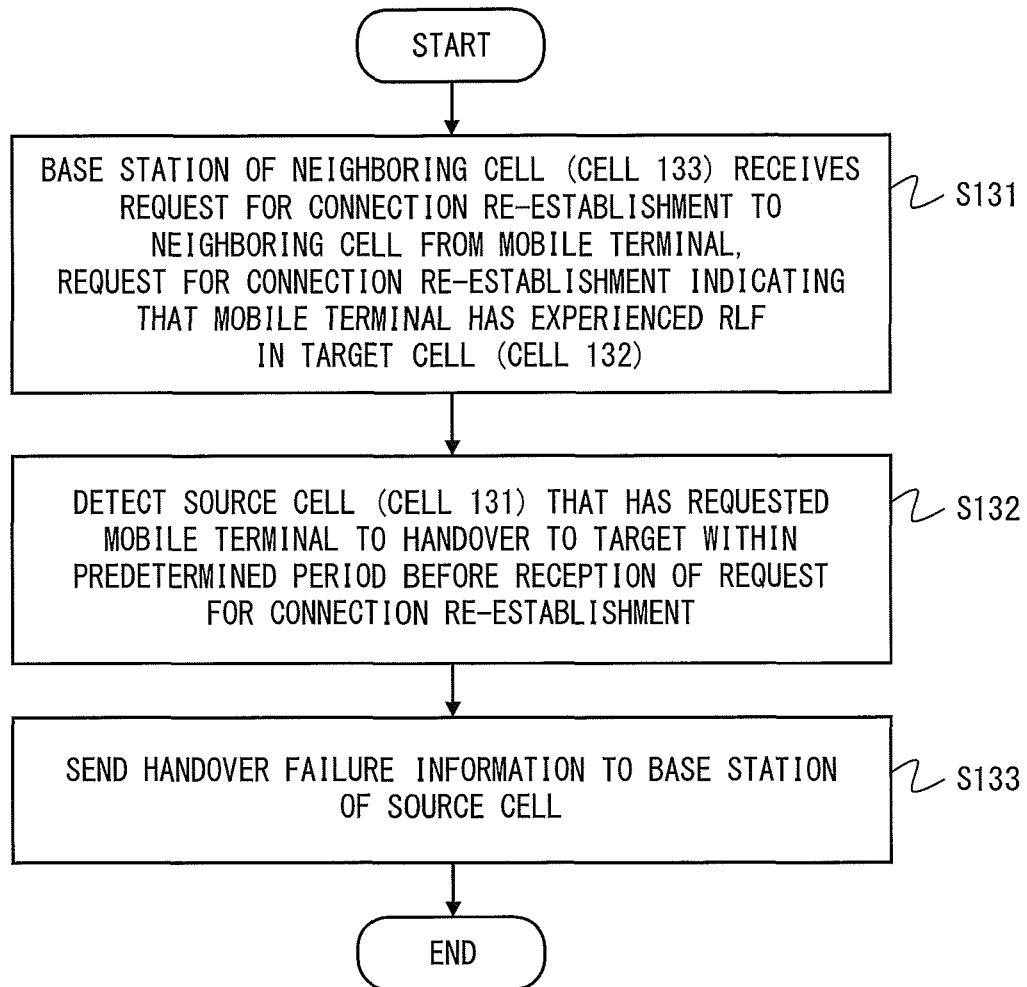 START
BASE STATION OF NEIGHBORING CELL (CELL 133) RECEIVES
REQUEST FOR CONNECTION RE-ESTABLISHMENT TO
NEIGHBORING CELL FROM MOBILE TERMINAL,
REQUEST FOR CONNECTION RE-ESTABLISHMENT INDICATING
THAT MOBILE TERMINAL HAS EXPERIENCED RLF
IN TARGET CELL (CELL 132)
S131
DETECT SOURCE CELL (CELL 131) THAT HAS REQUESTED
MOBILE TERMINAL TO HANDOVER TO TARGET WITHIN
PREDETERMINED PERIOD BEFORE RECEPTION OF REQUEST
FOR CONNECTION RE-ESTABLISHMENT
S132
SEND HANDOVER FAILURE INFORMATION TO BASE STATION
OF SOURCE CELL
S133
END